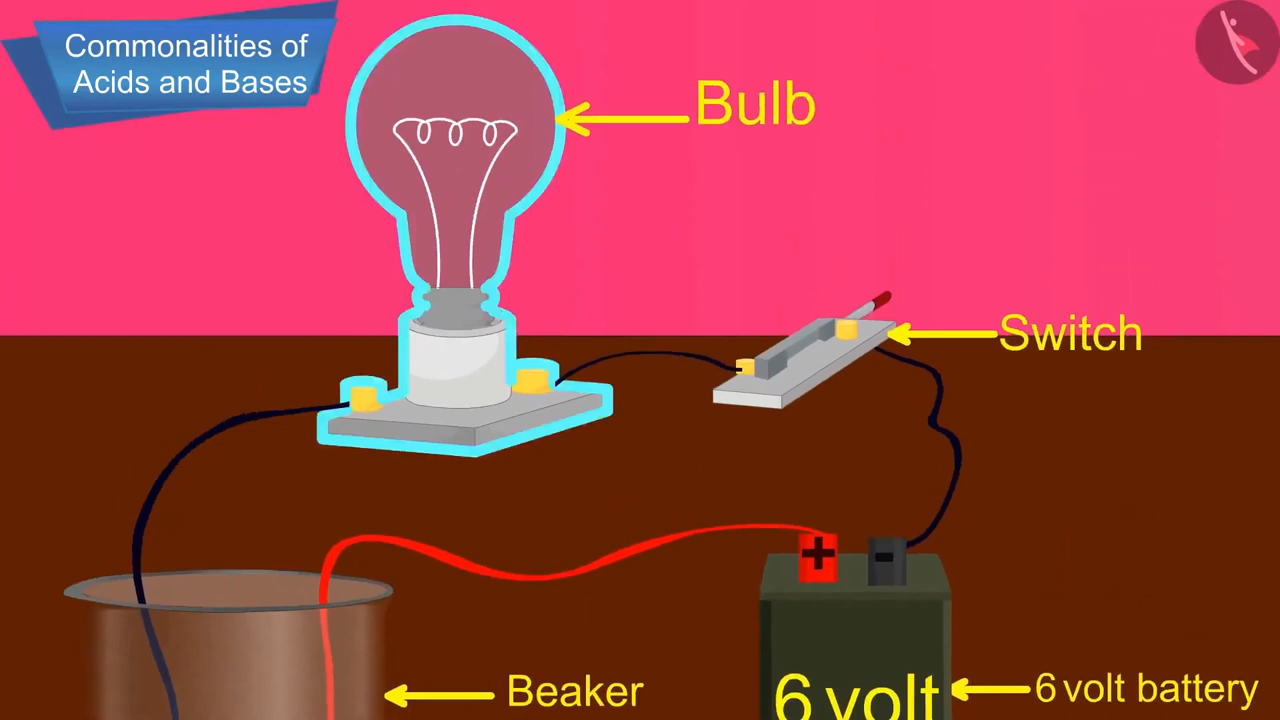 Commonalities of
Acids and Bases
Bulb
Switch
+
-
Beaker
6 volt
6 volt battery